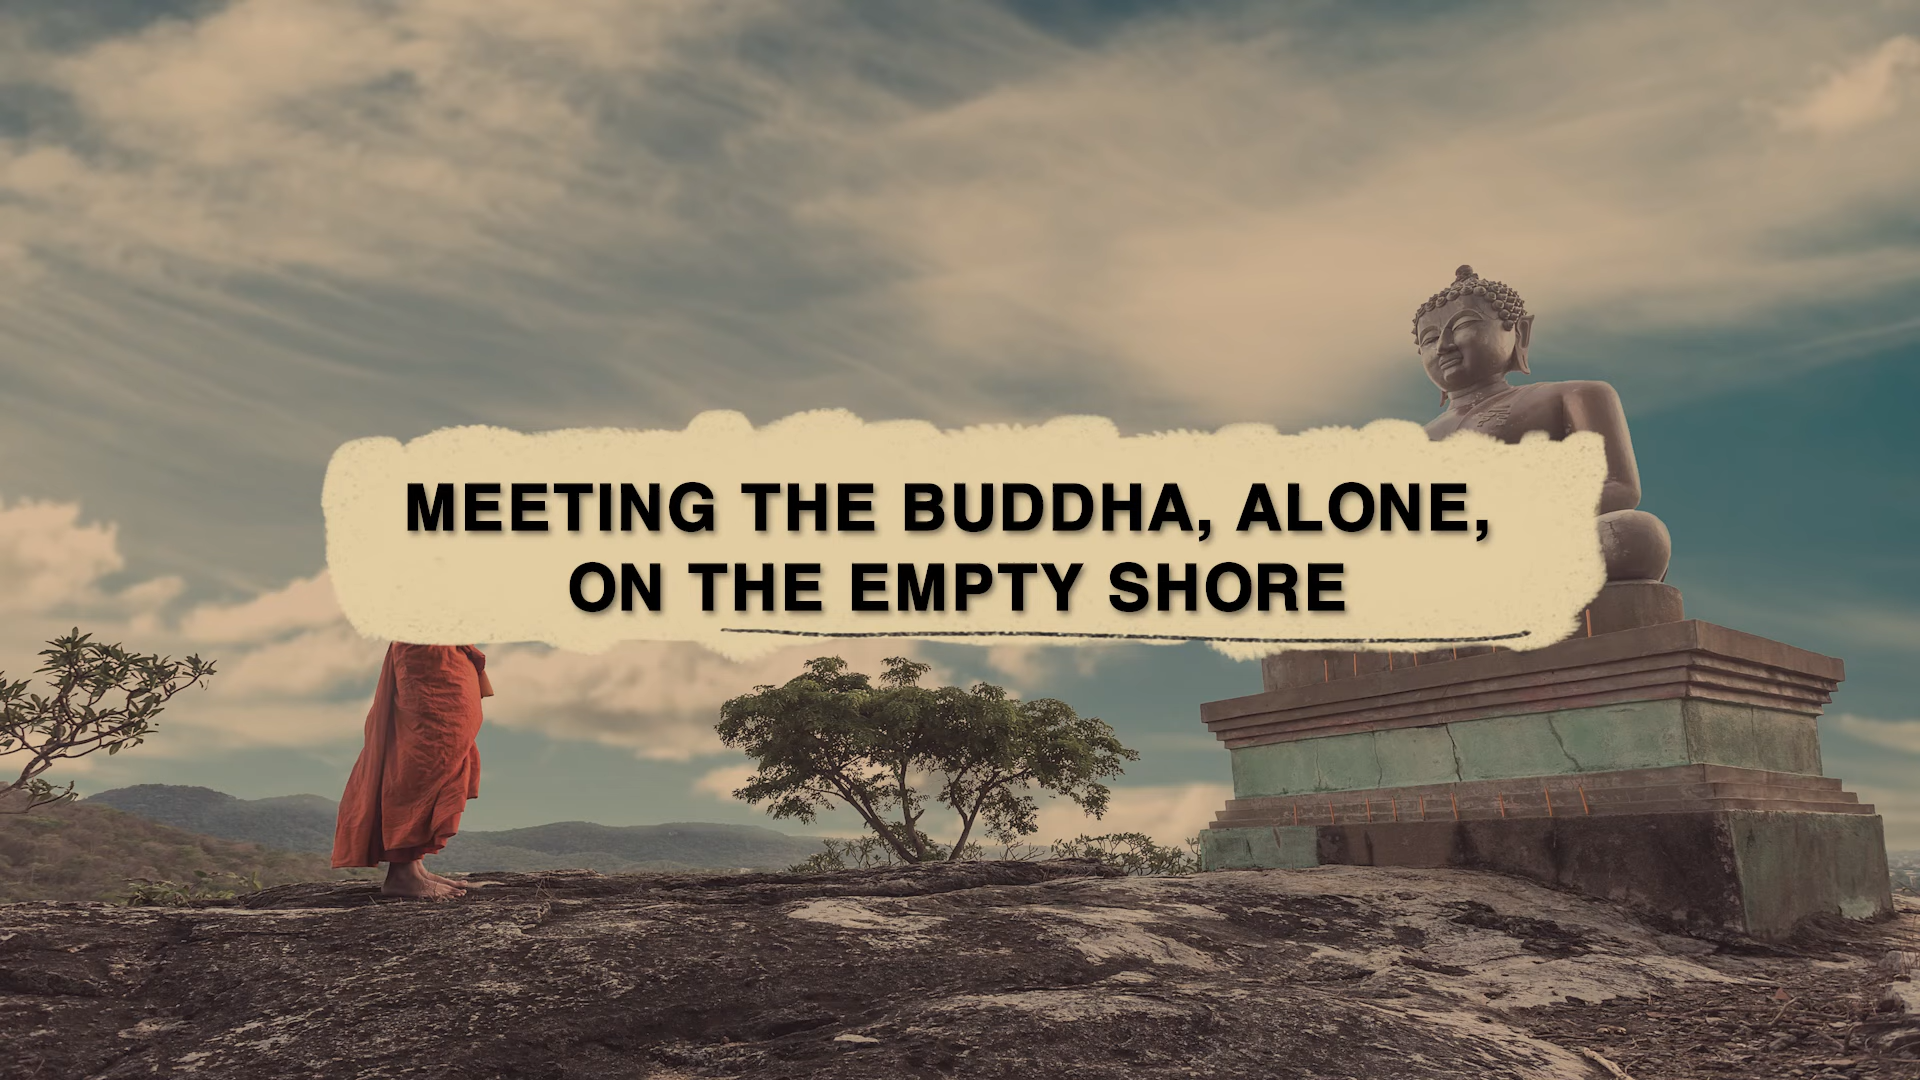 MEETING THE BUDDHA, ALONE,
ON THE EMPTY SHORE